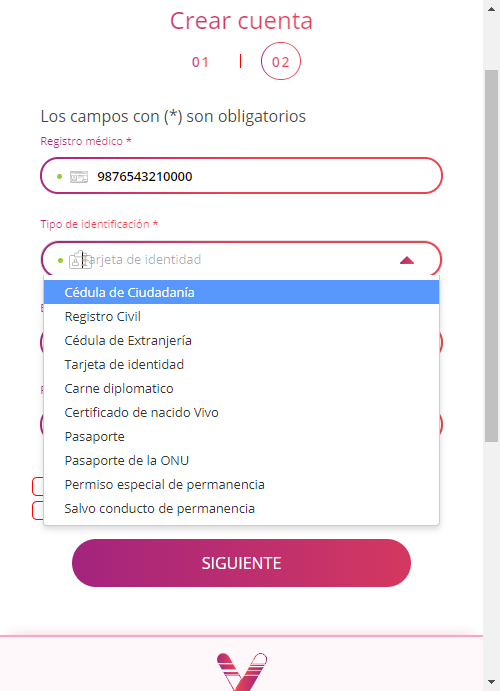 Crear cuenta
01 | 02
Los campos con (*) son obligatorios
Registro médico *
9876543210000
Tipo de identificación *
Tarjeta de identidad
Cédula de Ciudadanía
Registro Civil
Cédula de Extranjería
Tarjeta de identidad
Carne diplomatico
Certificado de nacido Vivo
Pasaporte
Pasaporte de la ONU
Permiso especial de permanencia
Salvo conducto de permanencia
SIGUIENTE